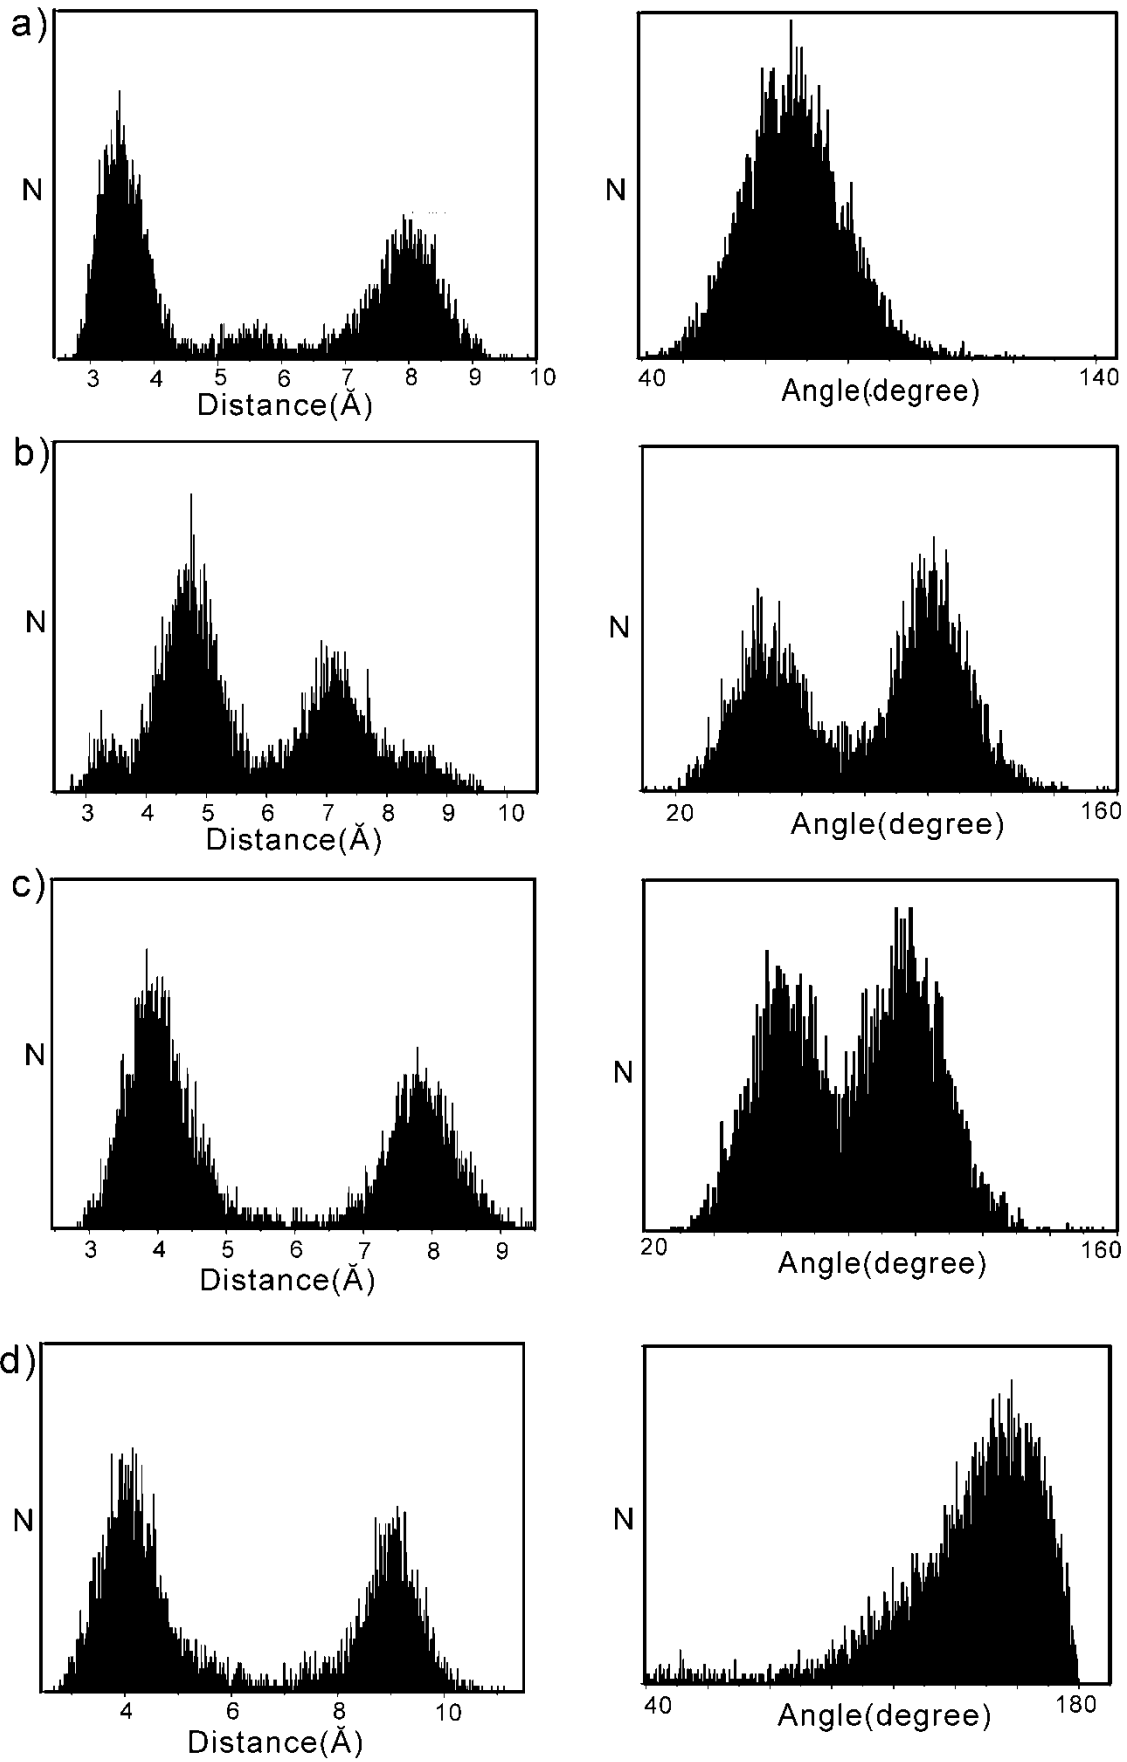 a)
N
3 4 5 6 7 8 9 10
Distance(Ă)
N
40 140
Angle(degree)
b)
N
3 4 5 6 7 8 9 10
Distance(Ă)
N
20 160
Angle(degree)
c)
N
3 4 5 6 7 8 9
Distance(Ă)
N
20 160
Angle(degree)
d)
N
4 6 8 10
Distance(Ă)
N
40 180
Angle(degree)